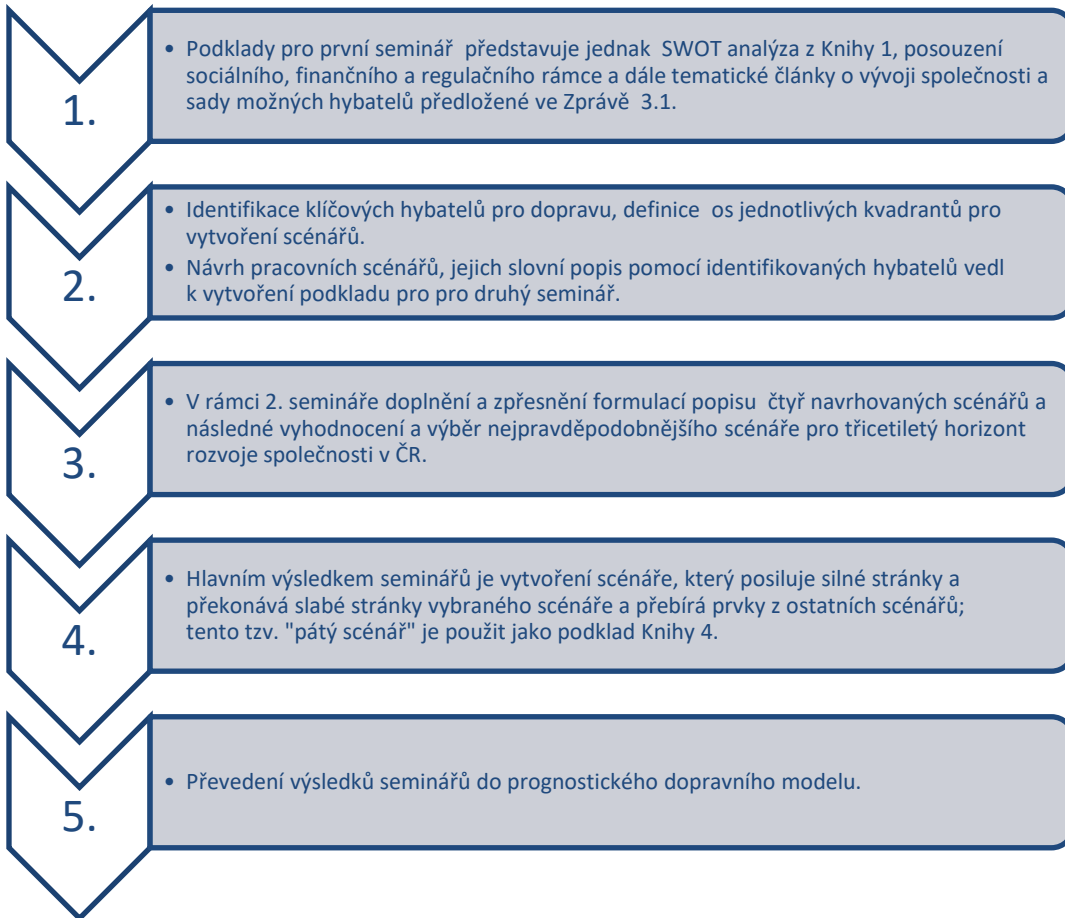 1.
• Podklady pro první seminář představuje jednak SWOT analýza z Knihy 1, posouzení
sociálního, finančního a regulačního rámce a dále tematické články o vývoji společnosti a
sady možných hybatelů předložené ve Zprávě 3.1.
2.
• Identifikace klíčových hybatelů pro dopravu, definice os jednotlivých kvadrantů pro
vytvoření scénářů.
• Návrh pracovních scénářů, jejich slovní popis pomocí identifikovaných hybatelů vedl
k vytvoření podkladu pro pro druhý seminář.
3.
• V rámci 2. semináře doplnění a zpřesnění formulací popisu čtyř navrhovaných scénářů a
následné vyhodnocení a výběr nejpravděpodobnějšího scénáře pro třicetiletý horizont
rozvoje společnosti v ČR.
4.
• Hlavním výsledkem seminářů je vytvoření scénáře, který posiluje silné stránky a
překonává slabé stránky vybraného scénáře a přebírá prvky z ostatních scénářů;
tento tzv. "pátý scénář" je použit jako podklad Knihy 4.
5.
• Převedení výsledků seminářů do prognostického dopravního modelu.